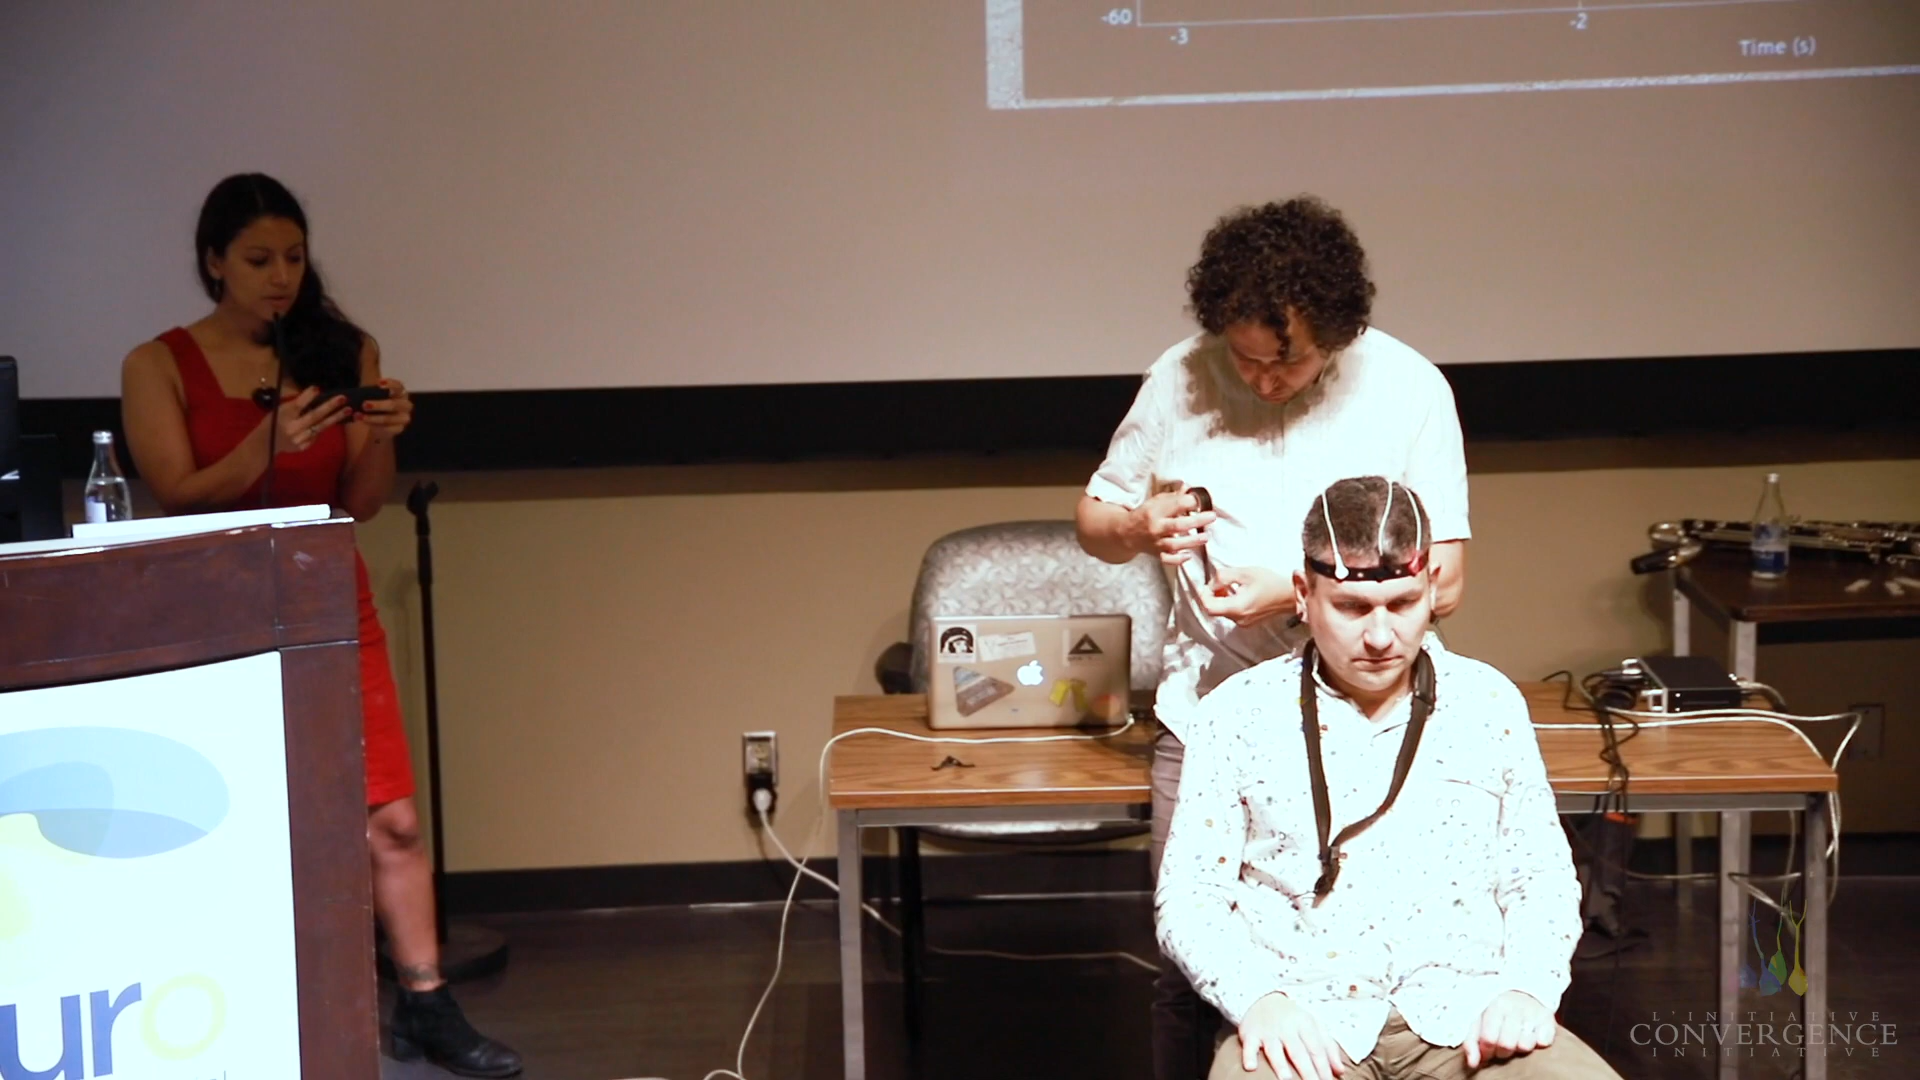 -60
-3
-2
Time (s)
uro
L'INITIATIVE
CONVERGENCE
INITIATIVE